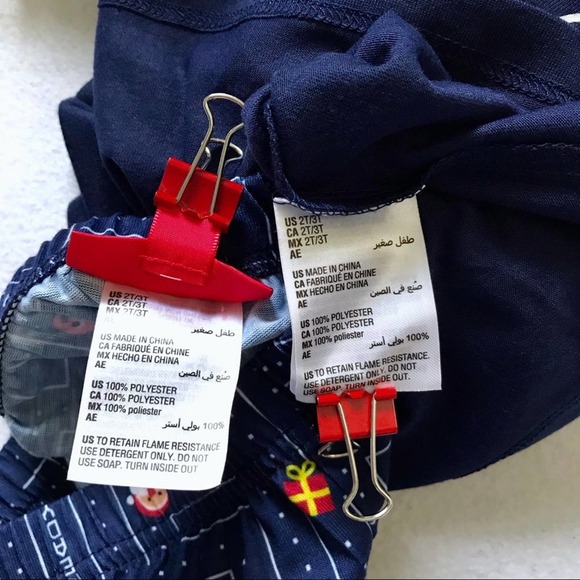 US 2T/3T
CA 2T/3T
MX 2T/3T
AE طفل صغير
US MADE IN CHINA
CA FABRIQUÉ EN CHINE
MX HECHO EN CHINA
AE صُنع في الصين
US 100% POLYESTER
CA 100% POLYESTER
MX 100% poliester
AE 100% بولي أستر
US TO RETAIN FLAME RESISTANCE
USE DETERGENT ONLY. DO NOT
USE SOAP. TURN INSIDE OUT
US 2T/3T
CA 2T/3T
MX 2T/3T
AE طفل صغير
US MADE IN CHINA
CA FABRIQUÉ EN CHINE
MX HECHO EN CHINA
AE صُنع في الصين
US 100% POLYESTER
CA 100% POLYESTER
MX 100% poliester
AE 100% بولي أستر
US TO RETAIN FLAME RESISTANCE.
USE DETERGENT ONLY. DO NOT
USE SOAP. TURN INSIDE OUT